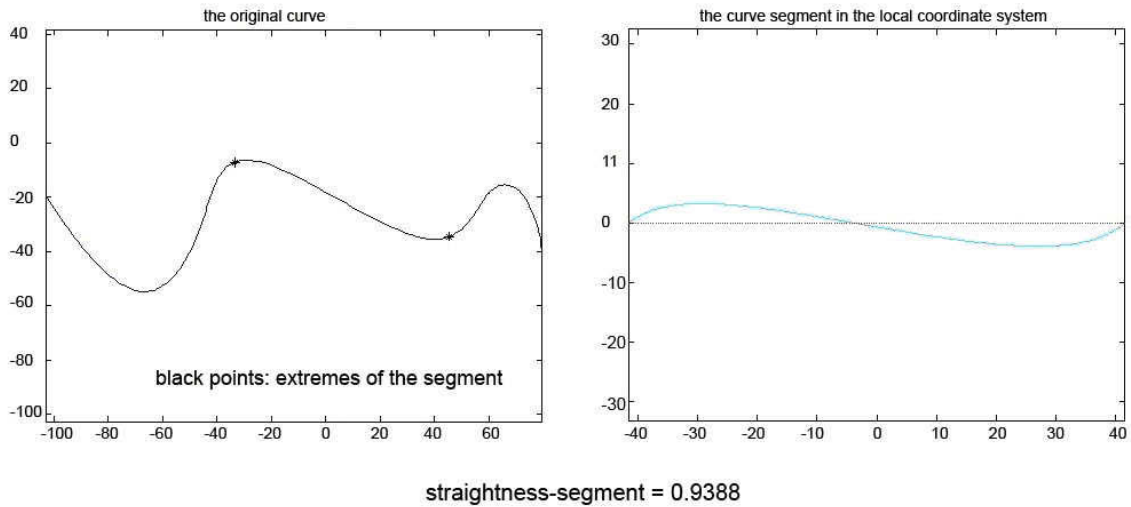 the original curve
40
20
0
-20
-40
-60
-80
-100
-100 -80 -60 -40 -20 0 20 40 60
black points: extremes of the segment
the curve segment in the local coordinate system
30
20
11
0
-10
-20
-30
-40 -30 -20 -10 0 10 20 30 40
straightness-segment = 0.9388